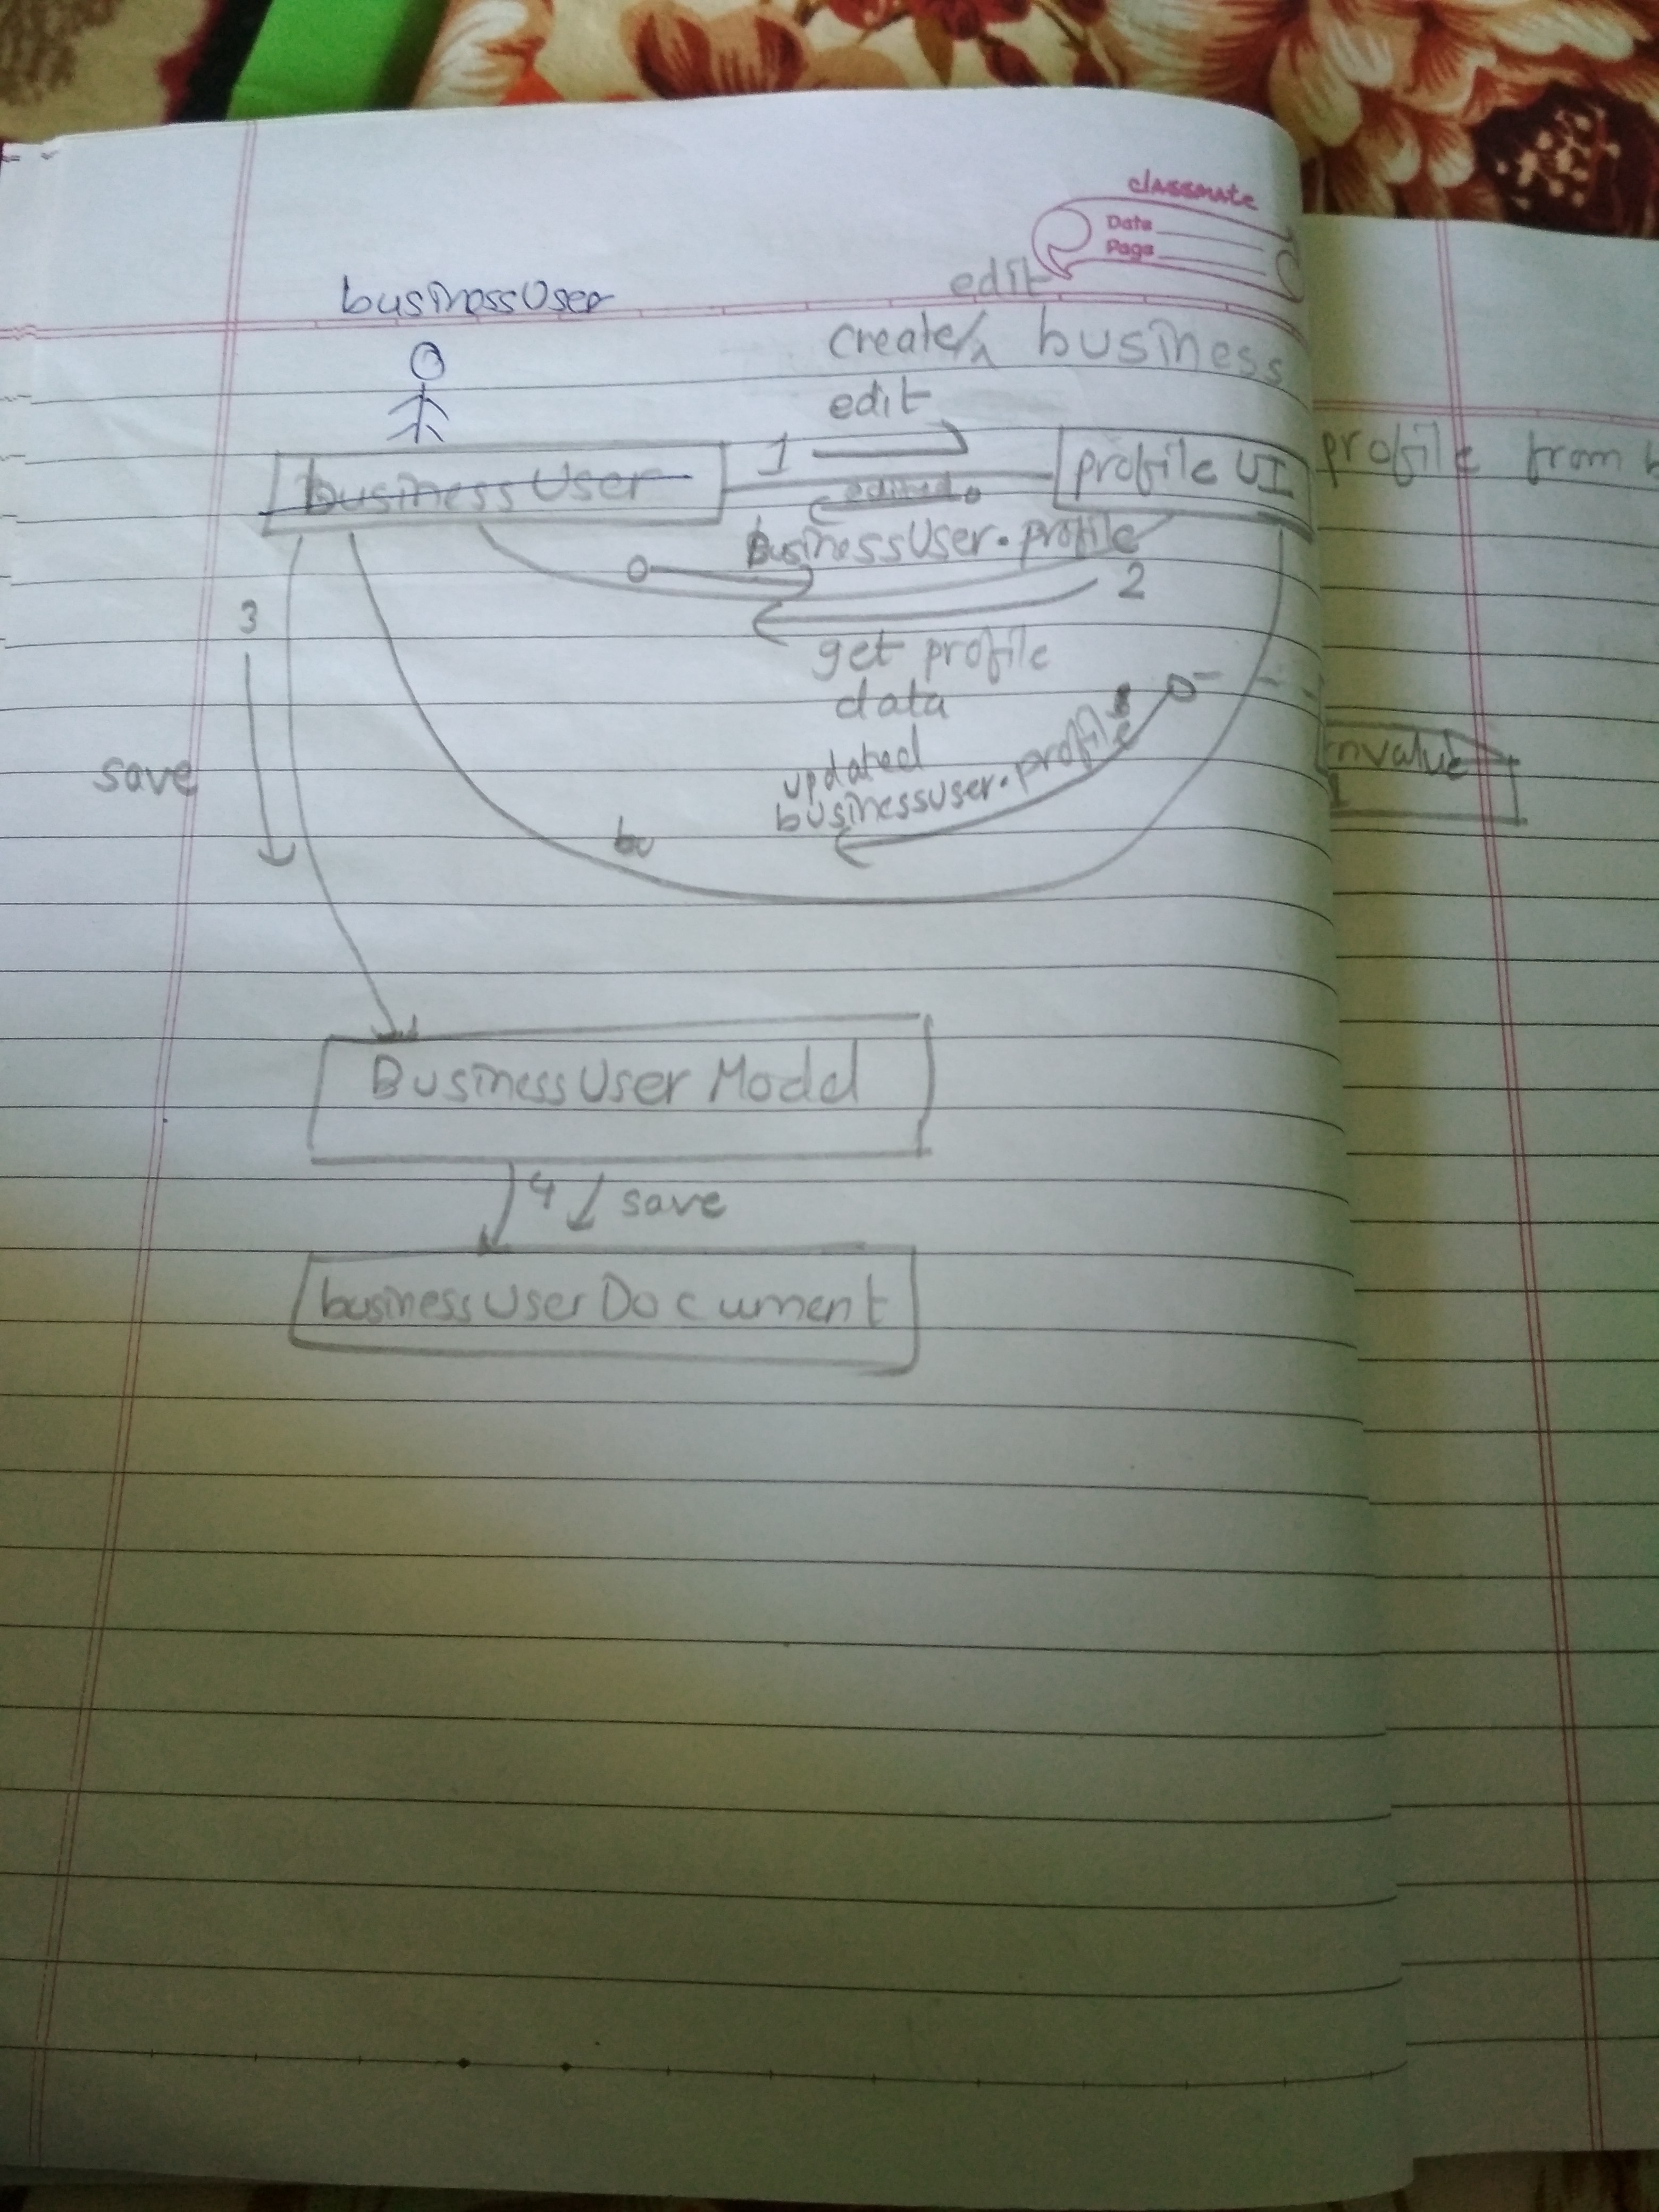 classmate
Date
Page
edit
businessUser
create/ business
edit
1
businessUser
profile UI
profile from
edited
BusinessUser.profile
2
3
get profile
data
updated
businessuser.profile
save
nvalue
bu
BusinessUser Model
4 save
businessUserDocument